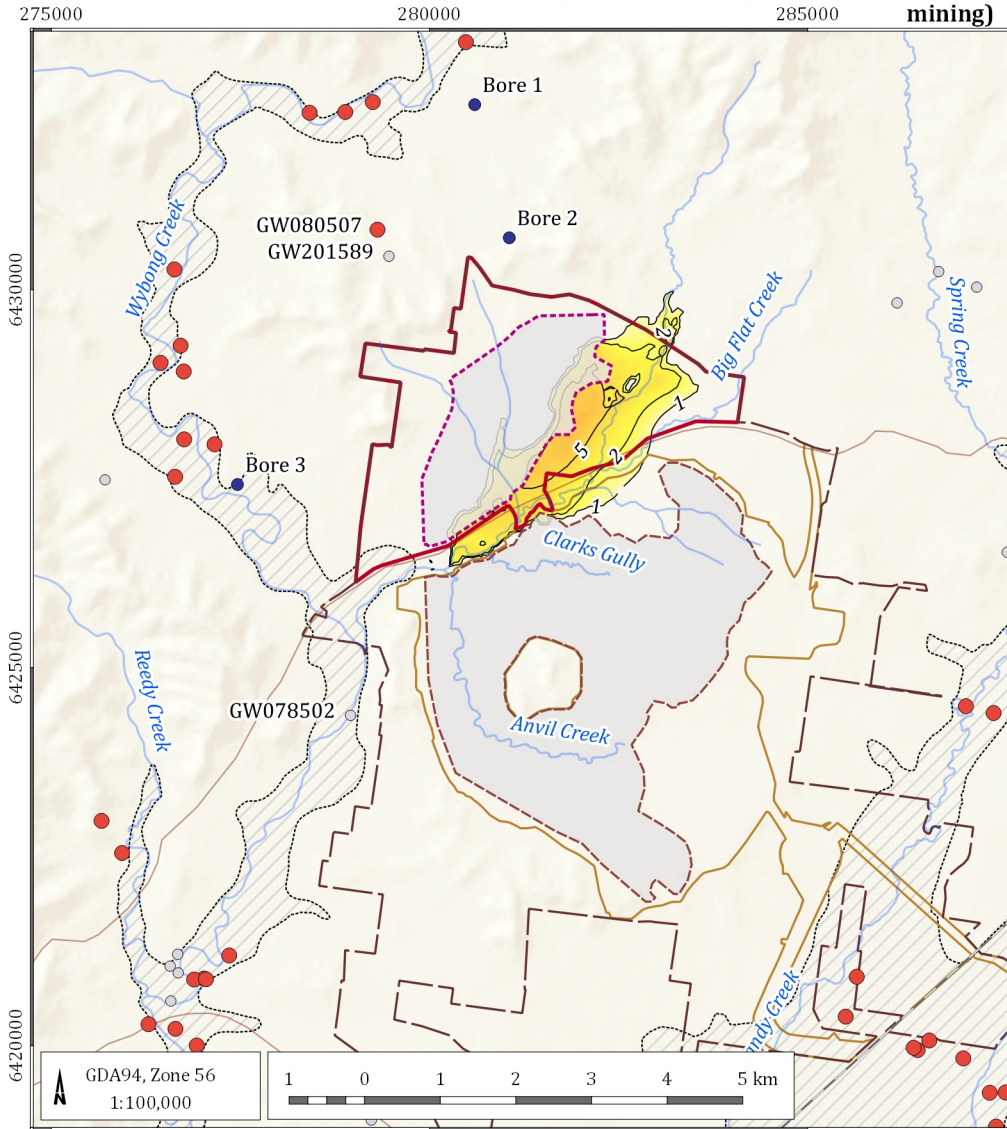 275000
280000
285000
mining)
Bore 1
GW080507
GW201589
Bore 2
Wybong Creek
6430000
Big Flat Creek
Spring Creek
2
1
5
2
1
Bore 3
Clarks Gully
6425000
Reedy Creek
GW078502
Anvil Creek
andy Creek
6420000
GDA94, Zone 56
1:100,000
1 0 1 2 3 4 5 km